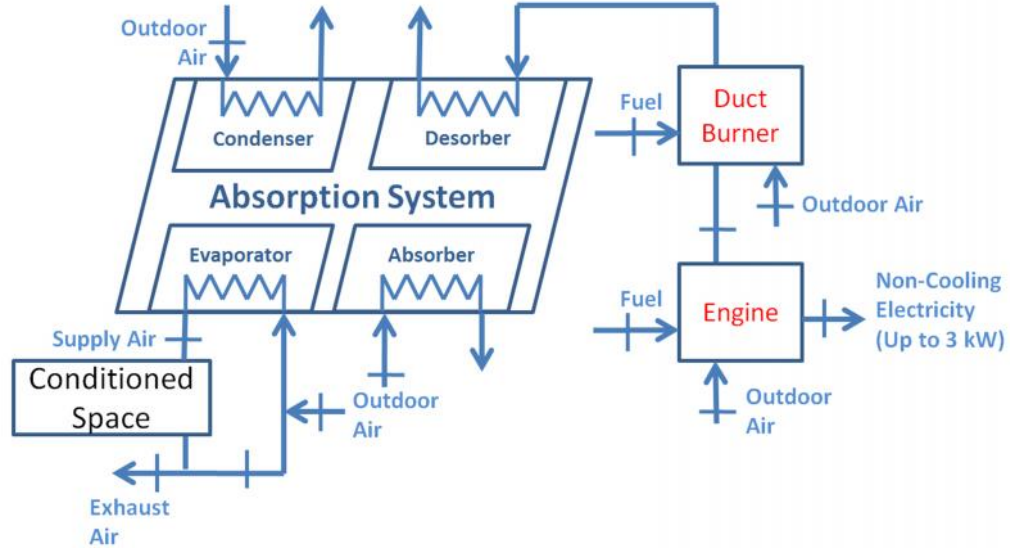 Outdoor
Air
Duct
Burner
Fuel
Condenser
Desorber
Absorption System
Outdoor Air
Evaporator
Absorber
Engine
Fuel
Non-Cooling
Electricity
(Up to 3 kW)
Supply Air
Conditioned
Space
Outdoor
Air
Outdoor
Air
Exhaust
Air